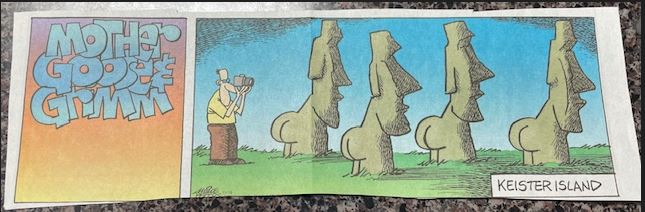 MOTHER
GOOSE &
GRIMM
KEISTER ISLAND